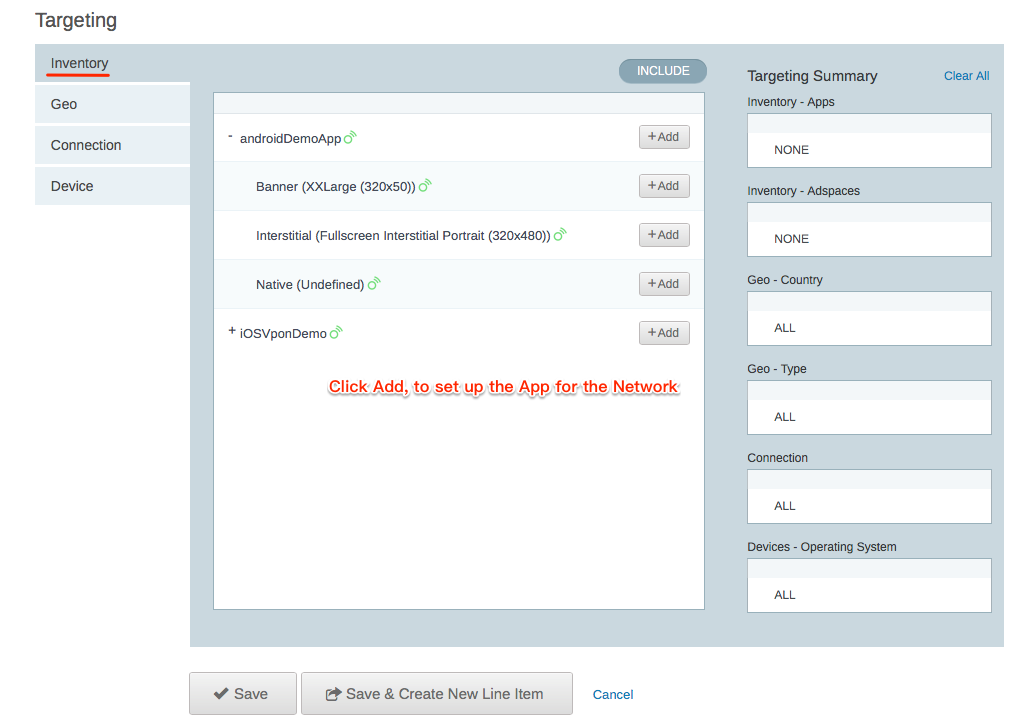 Targeting
Inventory
Geo
Connection
Device
INCLUDE
- androidDemoApp
+Add
Banner (XXLarge (320x50))
+Add
Interstitial (Fullscreen Interstitial Portrait (320x480))
+Add
Native (Undefined)
+Add
+ iOSVponDemo
+Add
Click Add, to set up the App for the Network
Targeting Summary
Clear All
Inventory - Apps
NONE
Inventory - Adspaces
NONE
Geo - Country
ALL
Geo - Type
ALL
Connection
ALL
Devices - Operating System
ALL
Save
Save & Create New Line Item
Cancel